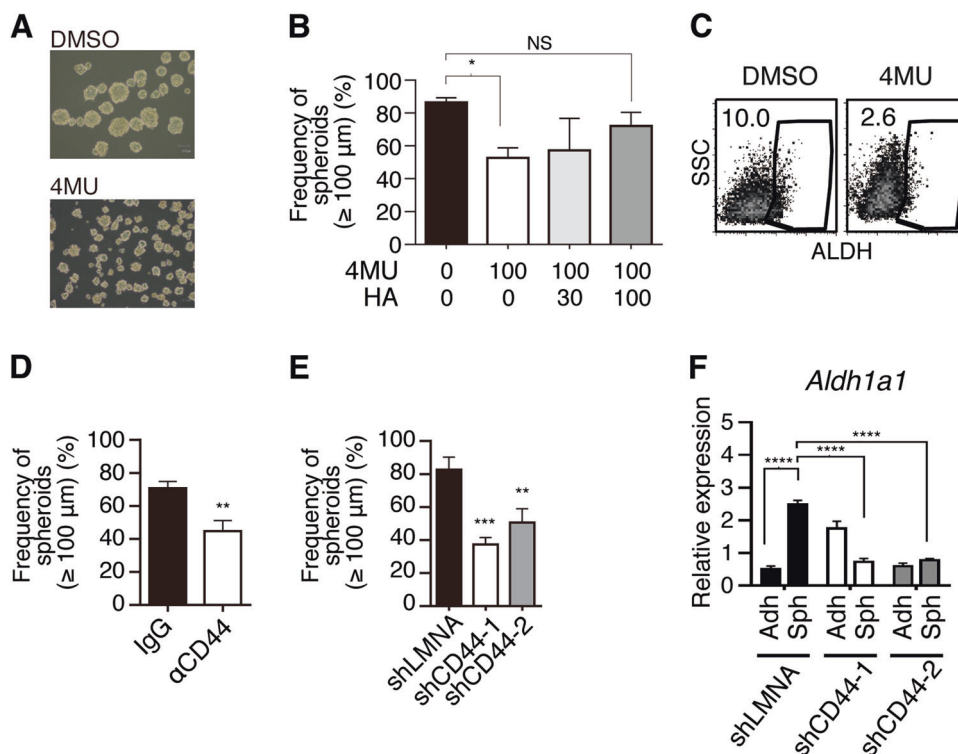 A
DMSO
4MU
B
NS
*
Frequency of
spheroids
(≥ 100 μm) (%)
100
80
60
40
20
0
4MU 0 100 100 100
HA 0 0 30 100
C
DMSO 4MU
10.0 2.6
SSC
ALDH
D
Frequency of
spheroids
(≥ 100 μm) (%)
100
80
60
40
20
0
**
IgG
αCD44
E
Frequency of
spheroids
(≥ 100 μm) (%)
100
80
60
40
20
0
***
**
shLMNA
shCD44-1
shCD44-2
F
Aldh1a1
Relative expression
5
4
3
2
1
0
****
****
****
Adh Sph Adh Sph Adh Sph
shLMNA
shCD44-1
shCD44-2